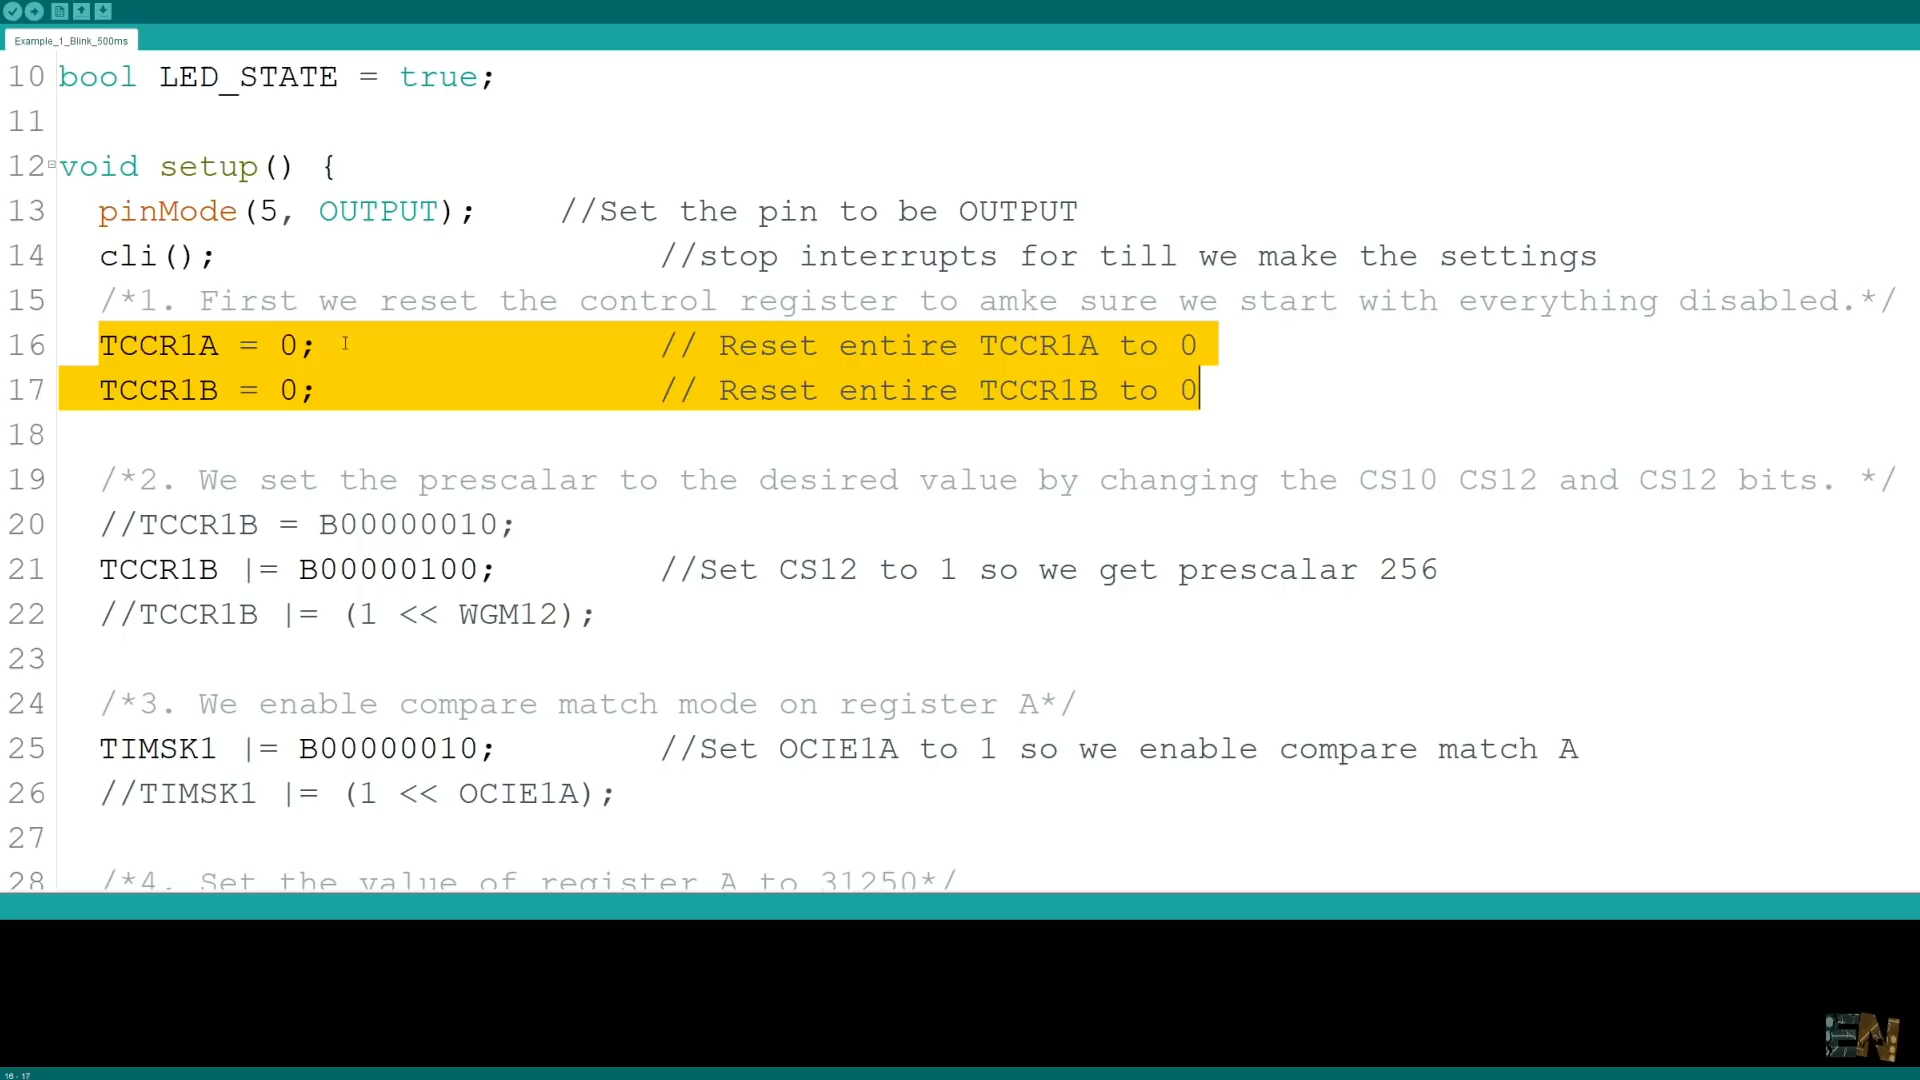 Example_1_Blink_500ms
10 bool LED_STATE = true;
11
12 void setup() {
13 pinMode(5, OUTPUT); //Set the pin to be OUTPUT
14 cli(); //stop interrupts for till we make the settings
15 /*1. First we reset the control register to amke sure we start with everything disabled.*/
16 TCCR1A = 0; // Reset entire TCCR1A to 0
17 TCCR1B = 0; // Reset entire TCCR1B to 0
18
19 /*2. We set the prescalar to the desired value by changing the CS10 CS12 and CS12 bits. */
20 //TCCR1B = B00000010;
21 TCCR1B |= B00000100; //Set CS12 to 1 so we get prescalar 256
22 //TCCR1B |= (1 << WGM12);
23
24 /*3. We enable compare match mode on register A*/
25 TIMSK1 |= B00000010; //Set OCIE1A to 1 so we enable compare match A
26 //TIMSK1 |= (1 << OCIE1A);
27
28 /*4. Set the value of register A to 31250*/
EN
16 - 17